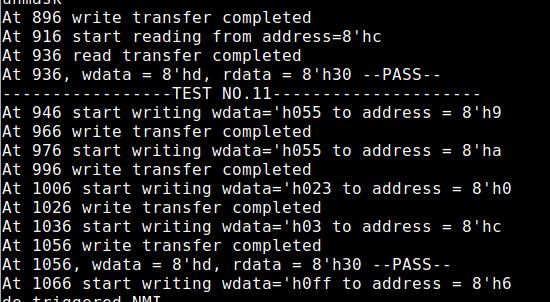 unmask
At 896 write transfer completed
At 916 start reading from address=8'hc
At 936 read transfer completed
At 936, wdata = 8'hd, rdata = 8'h30 --PASS--
-----------------TEST NO.11---------------------
At 946 start writing wdata='h055 to address = 8'h9
At 966 write transfer completed
At 976 start writing wdata='h055 to address = 8'ha
At 996 write transfer completed
At 1006 start writing wdata='h023 to address = 8'h0
At 1026 write transfer completed
At 1036 start writing wdata='h03 to address = 8'hc
At 1056 write transfer completed
At 1056, wdata = 8'hd, rdata = 8'h30 --PASS--
At 1066 start writing wdata='h0ff to address = 8'h6
do triggered NMI